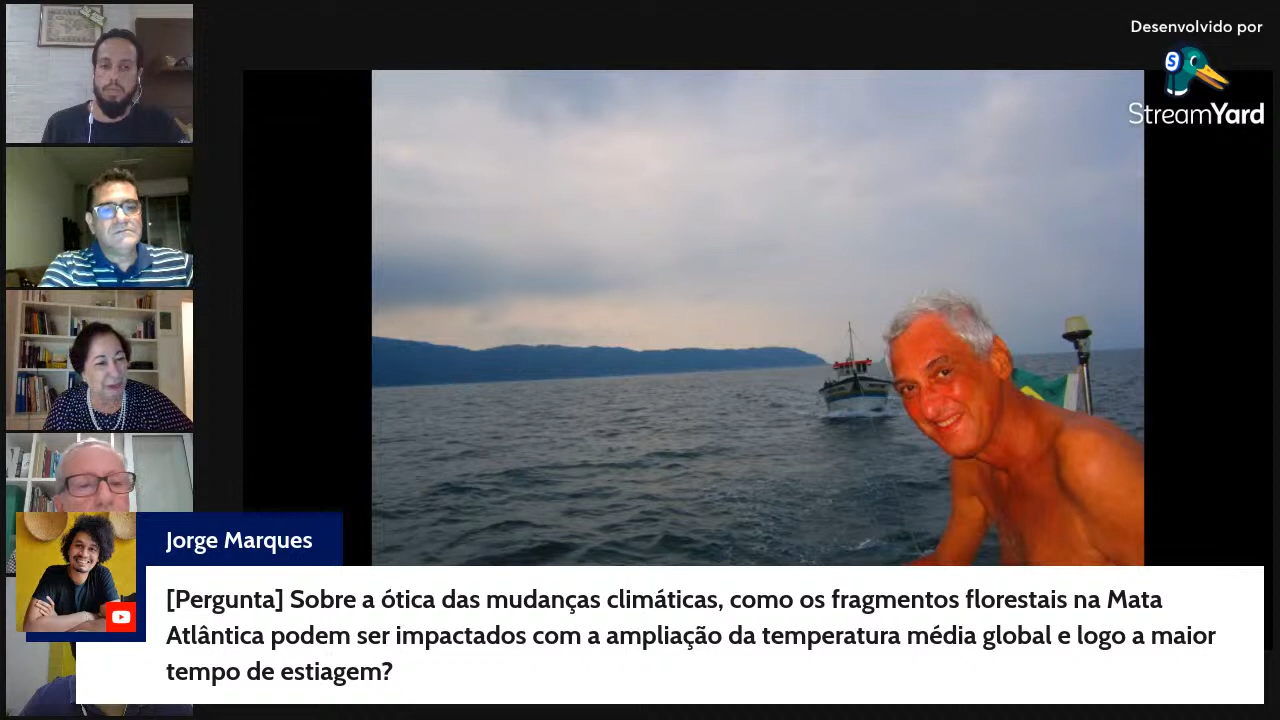 Desenvolvido por
StreamYard
Jorge Marques
[Pergunta] Sobre a ótica das mudanças climáticas, como os fragmentos florestais na Mata
Atlântica podem ser impactados com a ampliação da temperatura média global e logo a maior
tempo de estiagem?